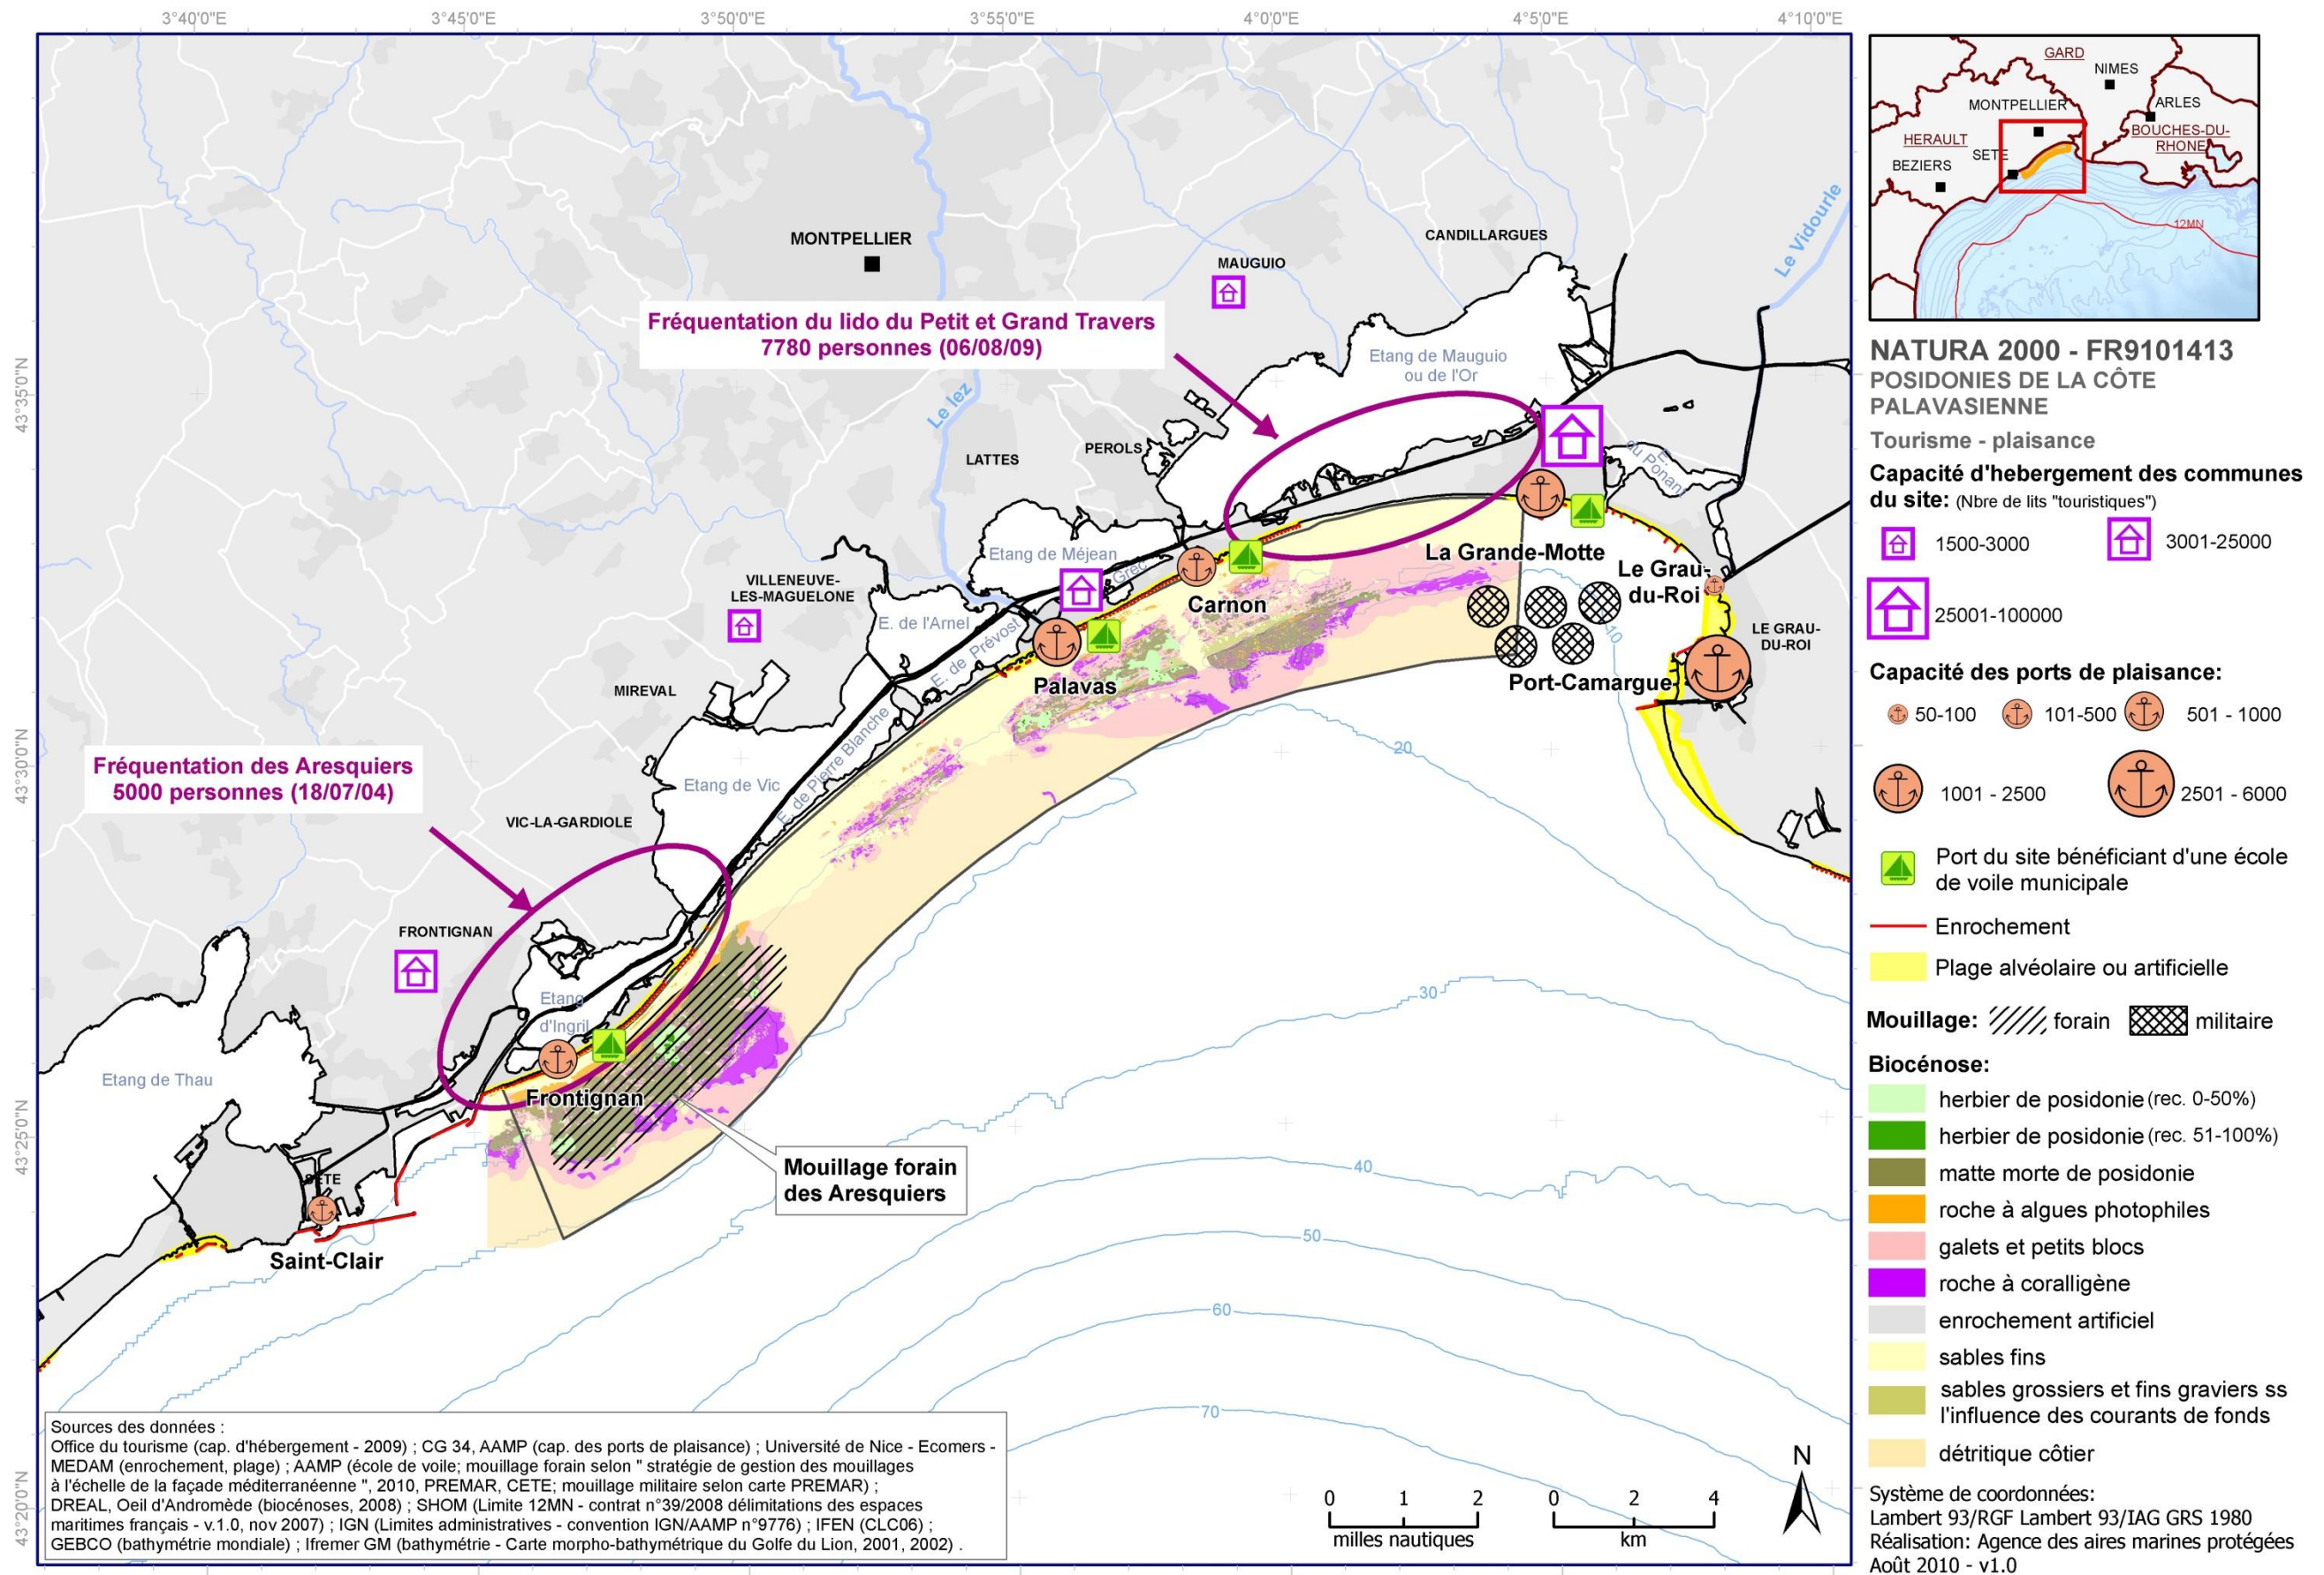 3°40'0"E
3°45'0"E
3°50'0"E
3°55'0"E
4°0'0"E
4°5'0"E
4°10'0"E
43°35'0"N
43°30'0"N
43°25'0"N
43°20'0"N
MONTPELLIER
MAUGUIO
CANDILLARGUES
Le Vidourle
Fréquentation du lido du Petit et Grand Travers
7780 personnes (06/08/09)
Etang de Mauguio
ou de l'Or
Le lez
LATTES
PEROLS
E.
du Ponant
Etang de Méjean
Grec
La Grande-Motte
Le Grau-
du-Roi
VILLENEUVE-
LES-MAGUELONE
E. de l'Arnel
E. de Prévost
Carnon
LE GRAU-
DU-ROI
10
MIREVAL
Palavas
Port-Camargue
E. de Pierre Blanche
20
Etang de Vic
Fréquentation des Aresquiers
5000 personnes (18/07/04)
VIC-LA-GARDIOLE
FRONTIGNAN
Etang
d'Ingril
30
Etang de Thau
Frontignan
Mouillage forain
des Aresquiers
40
SETE
Saint-Clair
50
60
70
Sources des données :
Office du tourisme (cap. d'hébergement - 2009) ; CG 34, AAMP (cap. des ports de plaisance) ; Université de Nice - Ecomers -
MEDAM (enrochement, plage) ; AAMP (école de voile; mouillage forain selon " stratégie de gestion des mouillages
à l'échelle de la façade méditerranéenne ", 2010, PREMAR, CETE; mouillage militaire selon carte PREMAR) ;
DREAL, Oeil d'Andromède (biocénoses, 2008) ; SHOM (Limite 12MN - contrat n°39/2008 délimitations des espaces
maritimes français - v.1.0, nov 2007) ; IGN (Limites administratives - convention IGN/AAMP n°9776) ; IFEN (CLC06) ;
GEBCO (bathymétrie mondiale) ; Ifremer GM (bathymétrie - Carte morpho-bathymétrique du Golfe du Lion, 2001, 2002) .
0 1 2
milles nautiques
0 2 4
km
N
GARD
NIMES
MONTPELLIER
ARLES
BOUCHES-DU-
RHONE
HERAULT
SETE
BEZIERS
12MN
NATURA 2000 - FR9101413
POSIDONIES DE LA CÔTE
PALAVASIENNE
Tourisme - plaisance
Capacité d'hebergement des communes
du site: (Nbre de lits "touristiques")
1500-3000
3001-25000
25001-100000
Capacité des ports de plaisance:
50-100
101-500
501 - 1000
1001 - 2500
2501 - 6000
Port du site bénéficiant d'une école
de voile municipale
Enrochement
Plage alvéolaire ou artificielle
Mouillage: forain militaire
Biocénose:
herbier de posidonie (rec. 0-50%)
herbier de posidonie (rec. 51-100%)
matte morte de posidonie
roche à algues photophiles
galets et petits blocs
roche à coralligène
enrochement artificiel
sables fins
sables grossiers et fins graviers ss
l'influence des courants de fonds
détritique côtier
Système de coordonnées:
Lambert 93/RGF Lambert 93/IAG GRS 1980
Réalisation: Agence des aires marines protégées
Août 2010 - v1.0